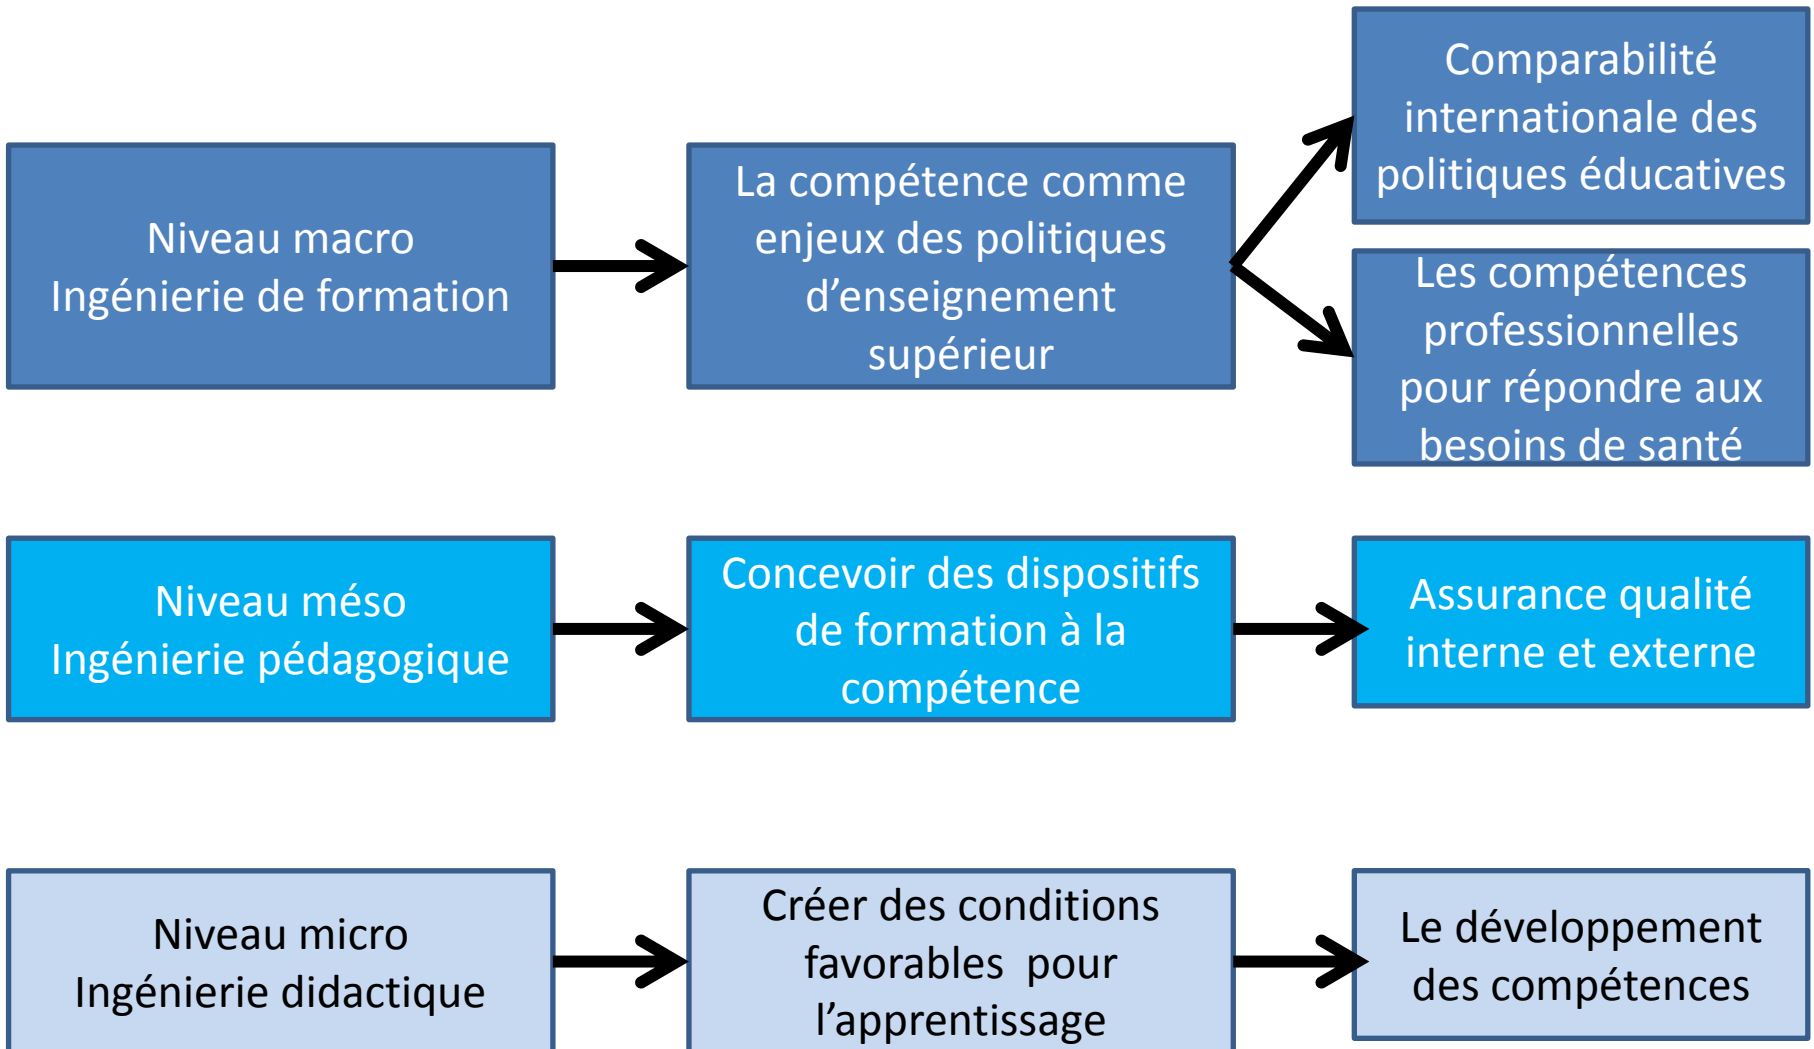 Niveau macro
Ingénierie de formation
La compétence comme
enjeux des politiques
d’enseignement
supérieur
Comparabilité
internationale des
politiques éducatives
Les compétences
professionnelles
pour répondre aux
besoins de santé
Niveau méso
Ingénierie pédagogique
Concevoir des dispositifs
de formation à la
compétence
Assurance qualité
interne et externe
Niveau micro
Ingénierie didactique
Créer des conditions
favorables  pour
l’apprentissage
Le développement
des compétences